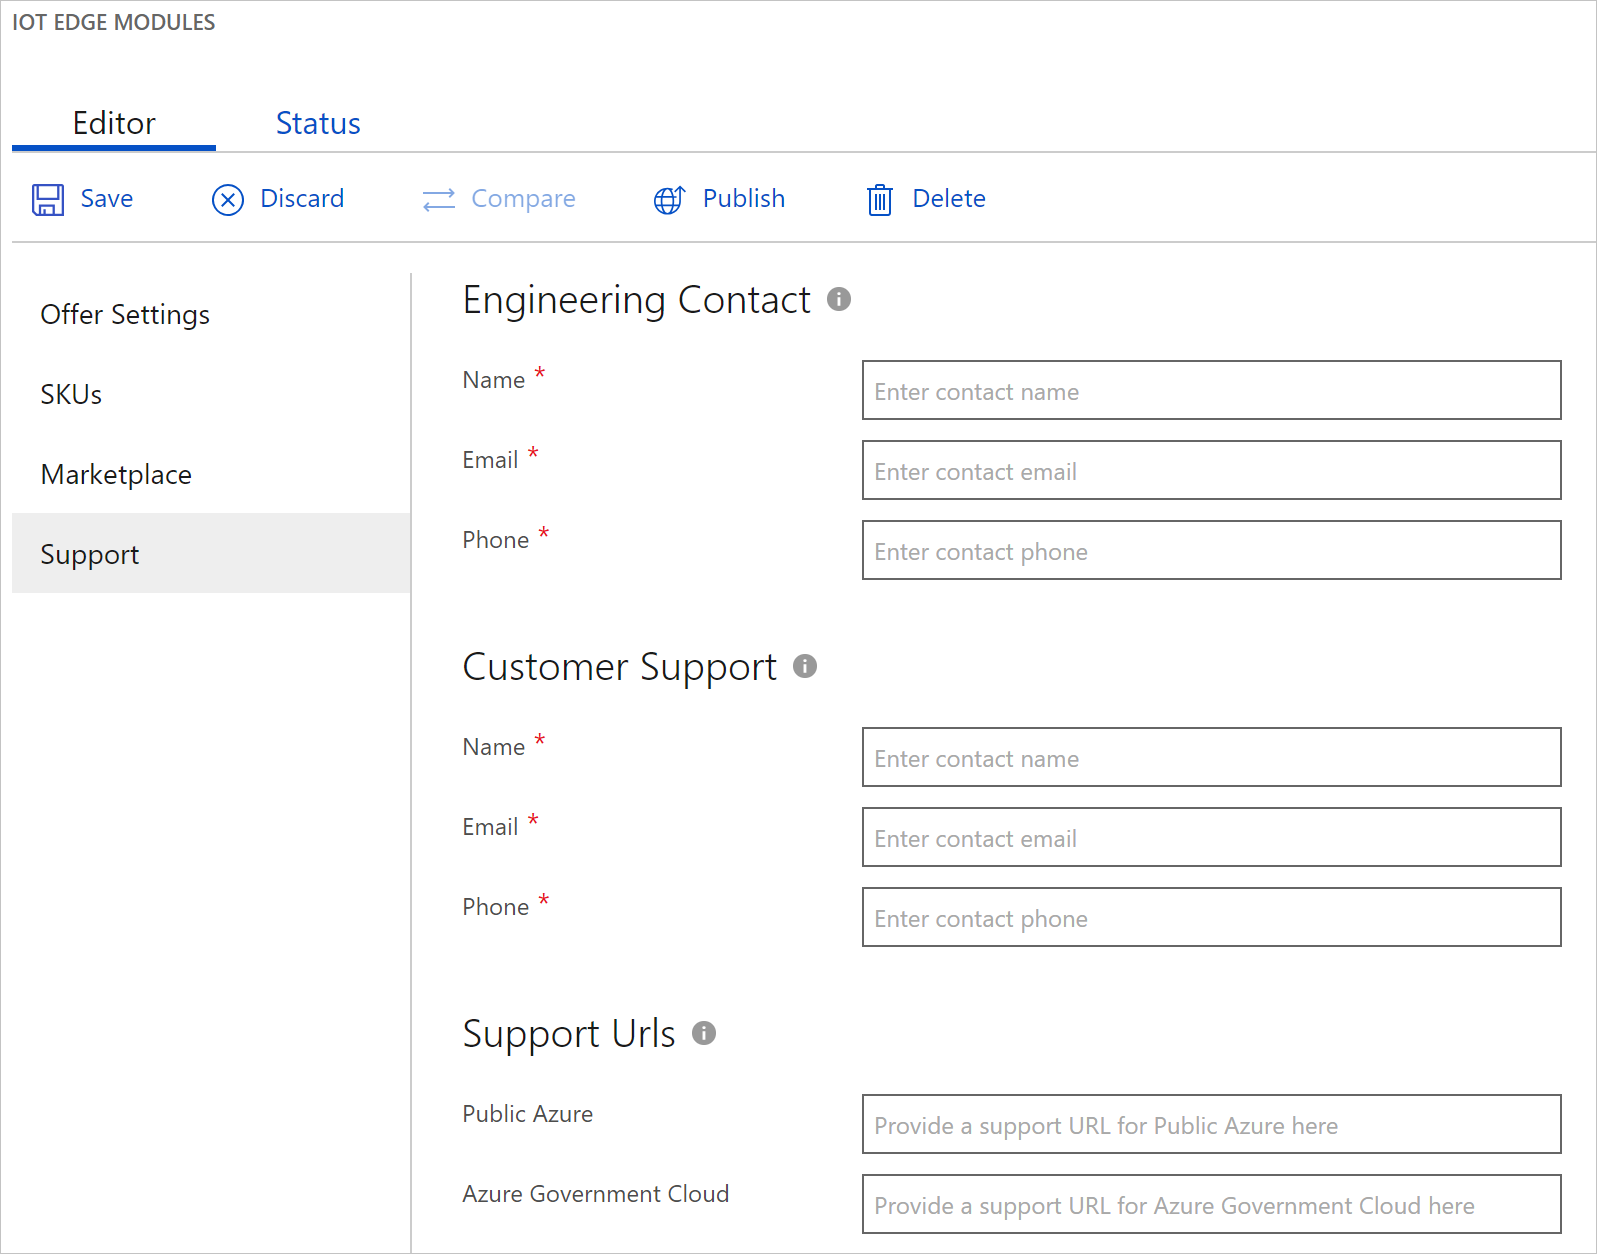 IOT EDGE MODULES
Editor
Status
Save
Discard
Compare
Publish
Delete
Offer Settings
SKUs
Marketplace
Support
Engineering Contact
Name *
Enter contact name
Email *
Enter contact email
Phone *
Enter contact phone
Customer Support
Name *
Enter contact name
Email *
Enter contact email
Phone *
Enter contact phone
Support Urls
Public Azure
Provide a support URL for Public Azure here
Azure Government Cloud
Provide a support URL for Azure Government Cloud here